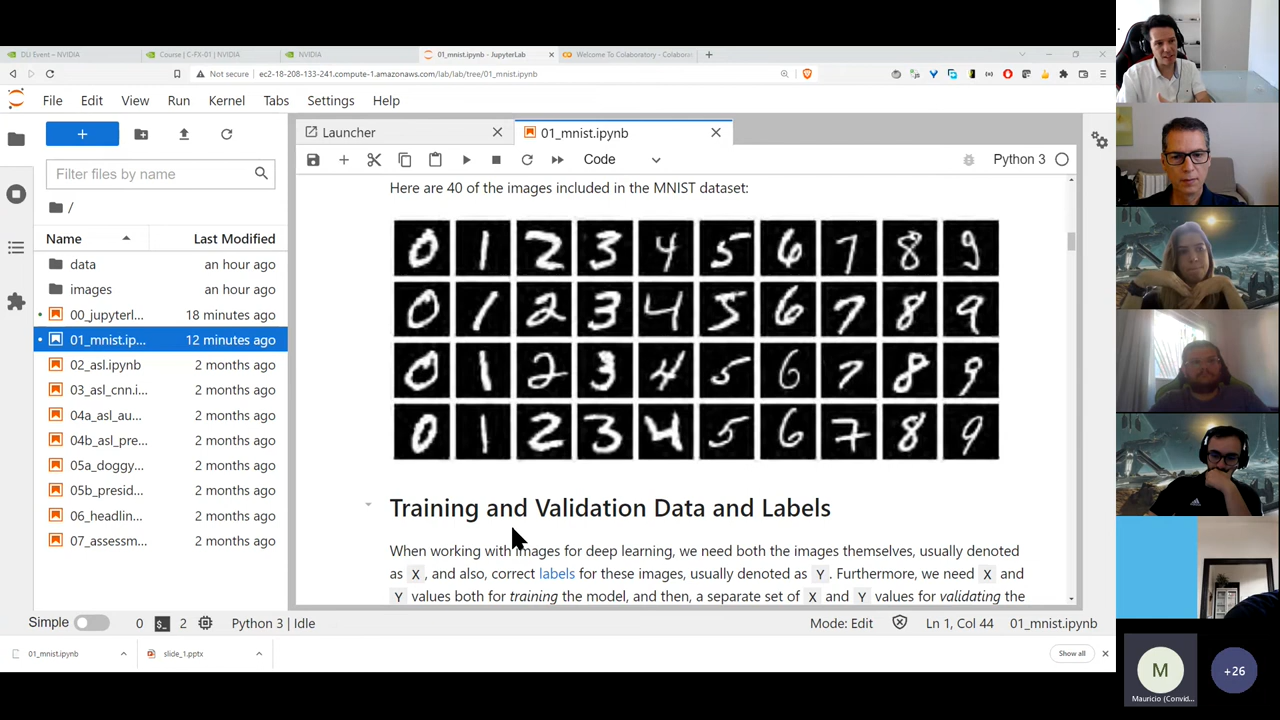 DLI Event – NVIDIA
Course | C-FX-01 | NVIDIA
NVIDIA
01_mnist.ipynb - JupyterLab
Welcome To Colaboratory - Colabora
Not secure
ec2-18-208-133-241.compute-1.amazonaws.com/lab/lab/tree/01_mnist.ipynb
File Edit View Run Kernel Tabs Settings Help
Launcher
01_mnist.ipynb
Code
Python 3
Filter files by name
/
Name Last Modified
data an hour ago
images an hour ago
00_jupyterl... 18 minutes ago
01_mnist.ip... 12 minutes ago
02_asl.ipynb 2 months ago
03_asl_cnn.i... 2 months ago
04a_asl_au... 2 months ago
04b_asl_pre... 2 months ago
05a_doggy... 2 months ago
05b_presid... 2 months ago
06_headlin... 2 months ago
07_assessm... 2 months ago
Here are 40 of the images included in the MNIST dataset:
0 1 2 3 4 5 6 7 8 9
0 1 2 3 4 5 6 7 8 9
0 1 2 3 4 5 6 7 8 9
0 1 2 3 4 5 6 7 8 9
Training and Validation Data and Labels
When working with images for deep learning, we need both the images themselves, usually denoted
as X , and also, correct labels for these images, usually denoted as Y . Furthermore, we need X and
Y values both for training the model, and then, a separate set of X and Y values for validating the
Simple 0 2 Python 3 | Idle
Mode: Edit Ln 1, Col 44 01_mnist.ipynb
01_mnist.ipynb
slide_1.pptx
Show all
M
Mauricio (Convid...
+26